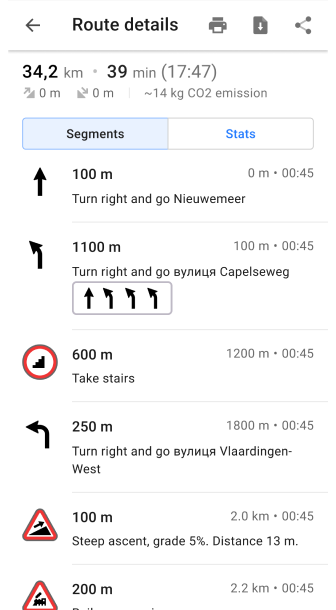 Route details
34,2 km • 39 min (17:47)
0 m 0 m ~14 kg CO2 emission
Segments Stats
100 m 0 m • 00:45
Turn right and go Nieuwemeer
1100 m 100 m • 00:45
Turn right and go вулиця Capelseweg
600 m 1200 m • 00:45
Take stairs
250 m 1800 m • 00:45
Turn right and go вулиця Vlaardingen-
West
100 m 2.0 km • 00:45
Steep ascent, grade 5%. Distance 13 m.
200 m 2.2 km • 00:45